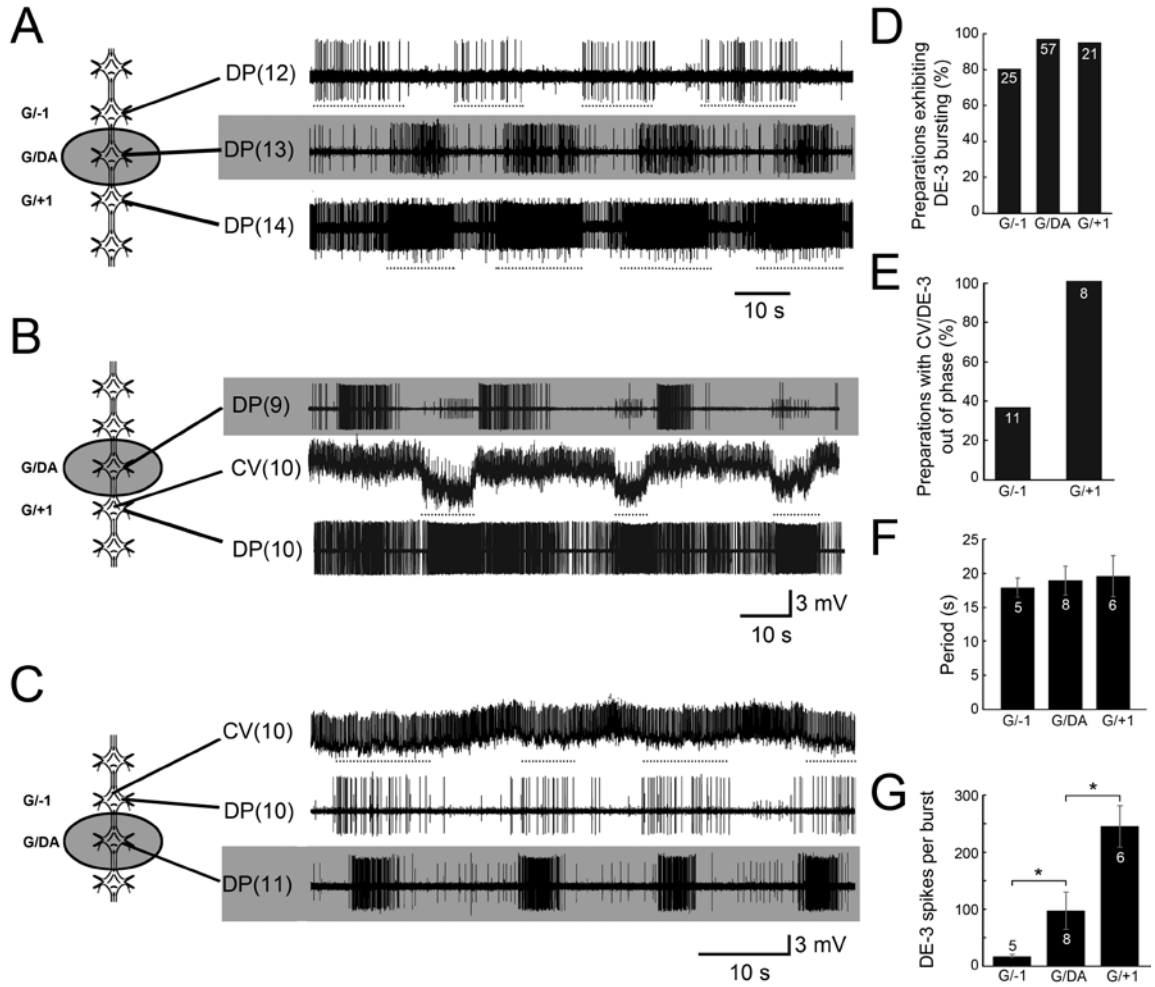 A
G/-1
G/DA
G/+1
DP(12)
DP(13)
DP(14)
10 s
B
G/DA
G/+1
DP(9)
CV(10)
DP(10)
3 mV
10 s
C
G/-1
G/DA
CV(10)
DP(10)
DP(11)
3 mV
10 s
D
Preparations exhibiting
DE-3 bursting (%)
100
80
60
40
20
0
25
57
21
G/-1 G/DA G/+1
E
Preparations with CV/DE-3
out of phase (%)
100
80
60
40
20
0
11
8
G/-1 G/+1
F
Period (s)
25
20
15
10
5
0
5
8
6
G/-1 G/DA G/+1
G
DE-3 spikes per burst
300
200
100
0
*
*
5
8
6
G/-1 G/DA G/+1